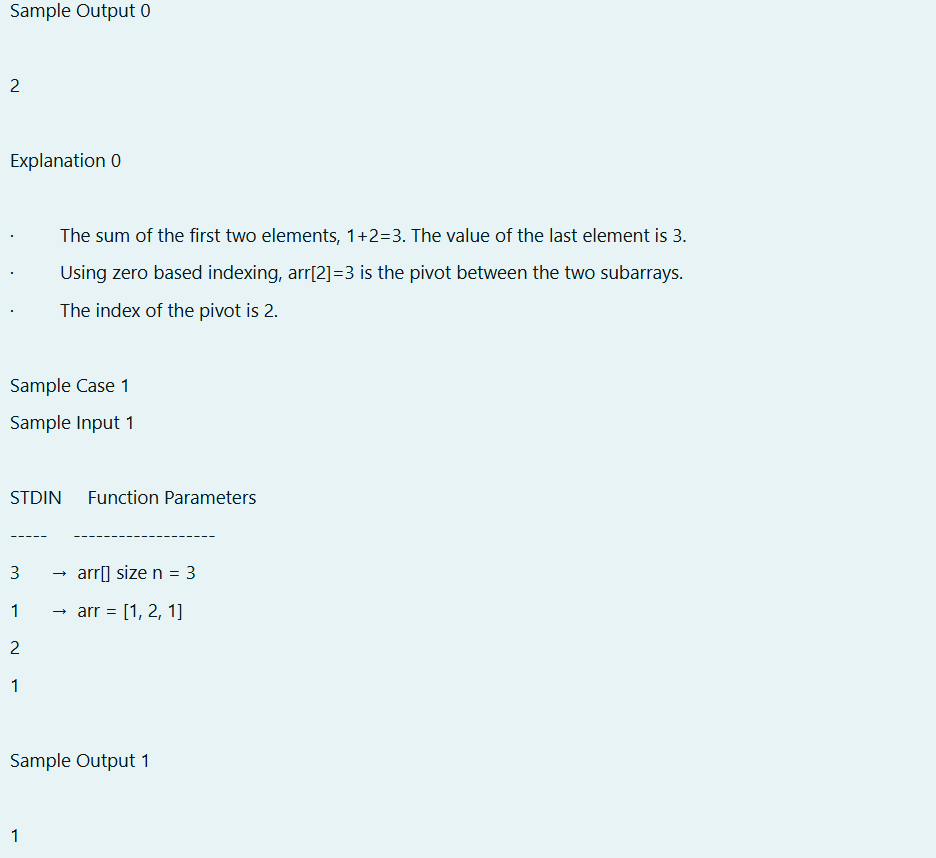 Sample Output 0
2
Explanation 0
· The sum of the first two elements, 1+2=3. The value of the last element is 3.
· Using zero based indexing, arr[2]=3 is the pivot between the two subarrays.
· The index of the pivot is 2.
Sample Case 1
Sample Input 1
STDIN Function Parameters
----- -------------------
3 → arr[] size n = 3
1 → arr = [1, 2, 1]
2
1
Sample Output 1
1